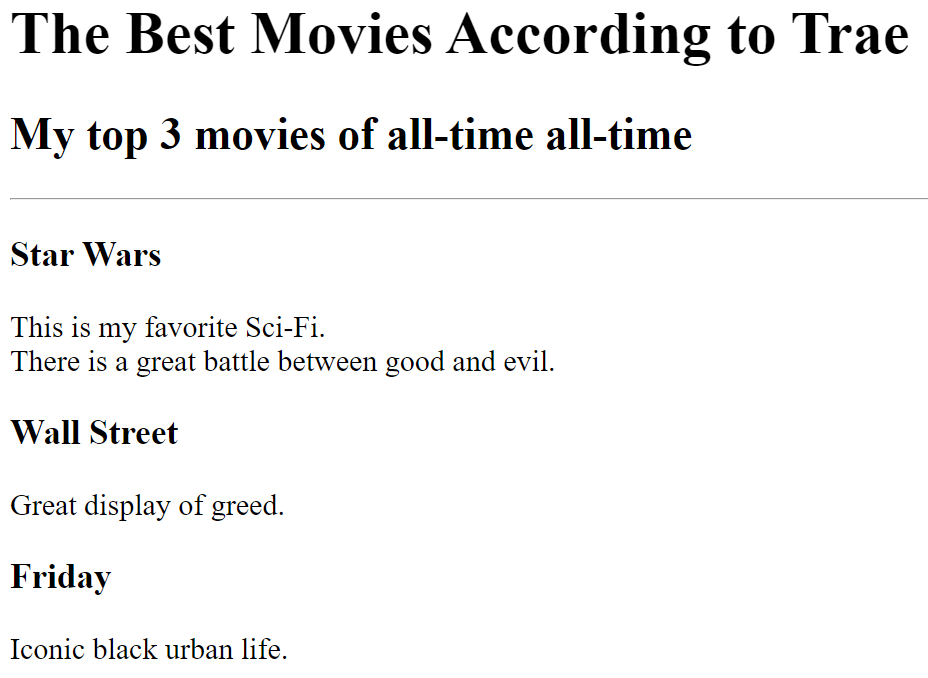 The Best Movies According to Trae
My top 3 movies of all-time all-time
Star Wars
This is my favorite Sci-Fi.
There is a great battle between good and evil.
Wall Street
Great display of greed.
Friday
Iconic black urban life.